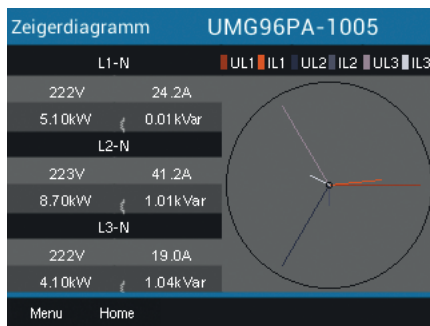 Zeigerdiagramm UMG96PA-1005
L1-N UL1 IL1 UL2 IL2 UL3 IL3
222V 24.2A
5.10kW 0.01kVar
L2-N
223V 41.2A
8.70kW 1.01kVar
L3-N
222V 19.0A
4.10kW 1.04kVar
Menu Home